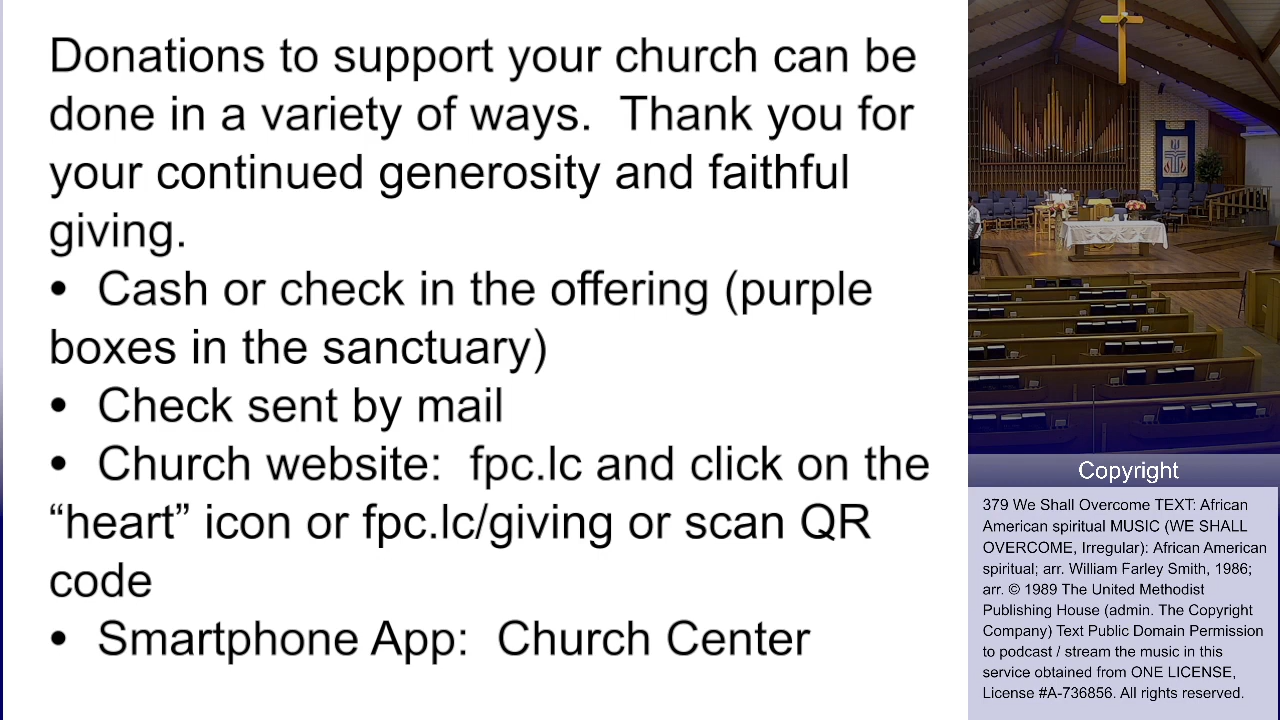 Donations to support your church can be
done in a variety of ways.  Thank you for
your continued generosity and faithful
giving.
•  Cash or check in the offering (purple
boxes in the sanctuary)
•  Check sent by mail
•  Church website:  fpc.lc and click on the
“heart” icon or fpc.lc/giving or scan QR
code
•  Smartphone App:  Church Center
Copyright
379 We Shall Overcome TEXT: African
American spiritual MUSIC (WE SHALL
OVERCOME, Irregular): African American
spiritual; arr. William Farley Smith, 1986;
arr. © 1989 The United Methodist
Publishing House (admin. The Copyright
Company) Text Public Domain Permission
to podcast / stream the music in this
service obtained from ONE LICENSE,
License #A-736856. All rights reserved.